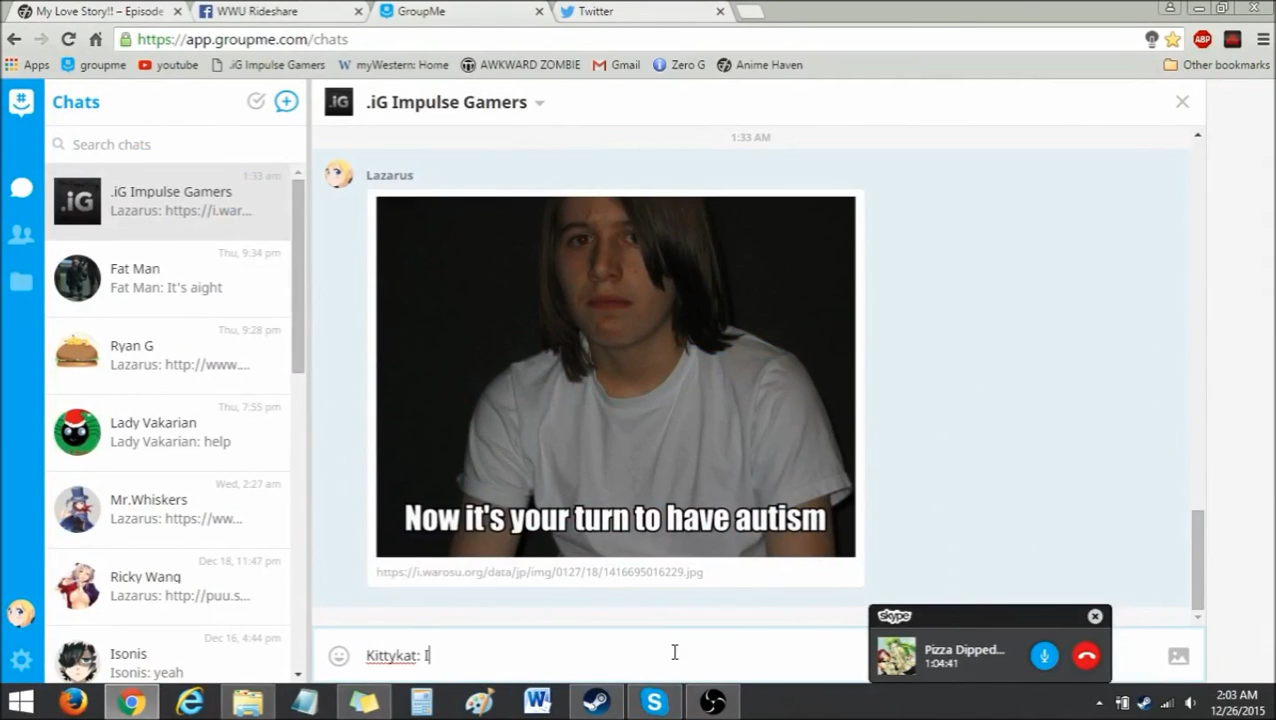 My Love Story!! – Episode
WWU Rideshare
GroupMe
Twitter
https://app.groupme.com/chats
ABP
Apps
groupme
youtube
.iG Impulse Gamers
myWestern: Home
AWKWARD ZOMBIE
Gmail
Zero G
Anime Haven
Other bookmarks
Chats
.iG
.iG Impulse Gamers
Search chats
1:33 AM
1:33 am
.iG
.iG Impulse Gamers
Lazarus: https://i.war...
Lazarus
Thu, 9:34 pm
Fat Man
Fat Man: It's aight
Thu, 9:28 pm
Ryan G
Lazarus: http://www....
Thu, 7:55 pm
Lady Vakarian
Lady Vakarian: help
Wed, 2:27 am
Mr.Whiskers
Lazarus: https://ww...
Now it's your turn to have autism
https://i.warosu.org/data/jp/img/0127/18/1416695016229.jpg
Dec 18, 11:47 pm
Ricky Wang
Lazarus: http://puu.s...
Dec 16, 4:44 pm
Isonis
Isonis: yeah
Kittykat: I
skype
Pizza Dipped...
1:04:41
2:03 AM
12/26/2015